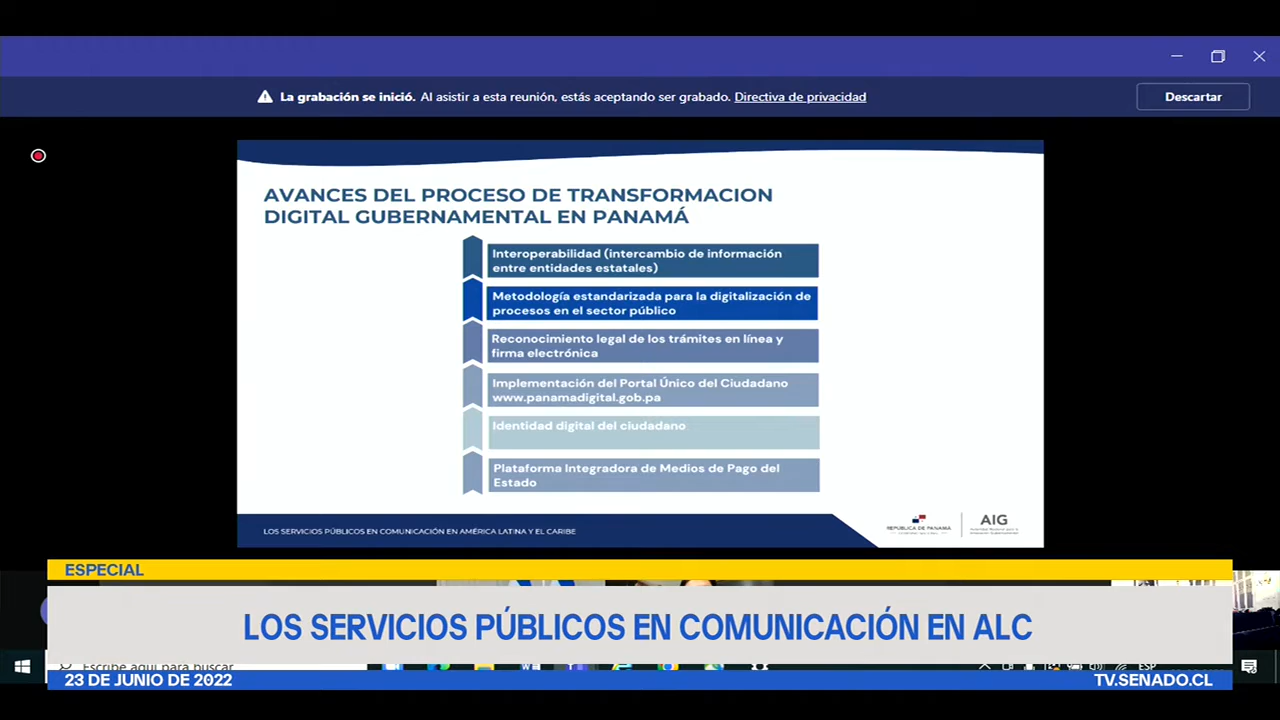 La grabación se inició. Al asistir a esta reunión, estás aceptando ser grabado. Directiva de privacidad
Descartar
AVANCES DEL PROCESO DE TRANSFORMACION
DIGITAL GUBERNAMENTAL EN PANAMÁ
Interoperabilidad (intercambio de información
entre entidades estatales)
Metodología estandarizada para la digitalización de
procesos en el sector público
Reconocimiento legal de los trámites en línea y
firma electrónica
Implementación del Portal Único del Ciudadano
www.panamadigital.gob.pa
Identidad digital del ciudadano
Plataforma Integradora de Medios de Pago del
Estado
LOS SERVICIOS PÚBLICOS EN COMUNICACIÓN EN AMÉRICA LATINA Y EL CARIBE
REPÚBLICA DE PANAMÁ
AIG
ESPECIAL
LOS SERVICIOS PÚBLICOS EN COMUNICACIÓN EN ALC
Escribe aquí para buscar
ESP
23 DE JUNIO DE 2022
TV.SENADO.CL